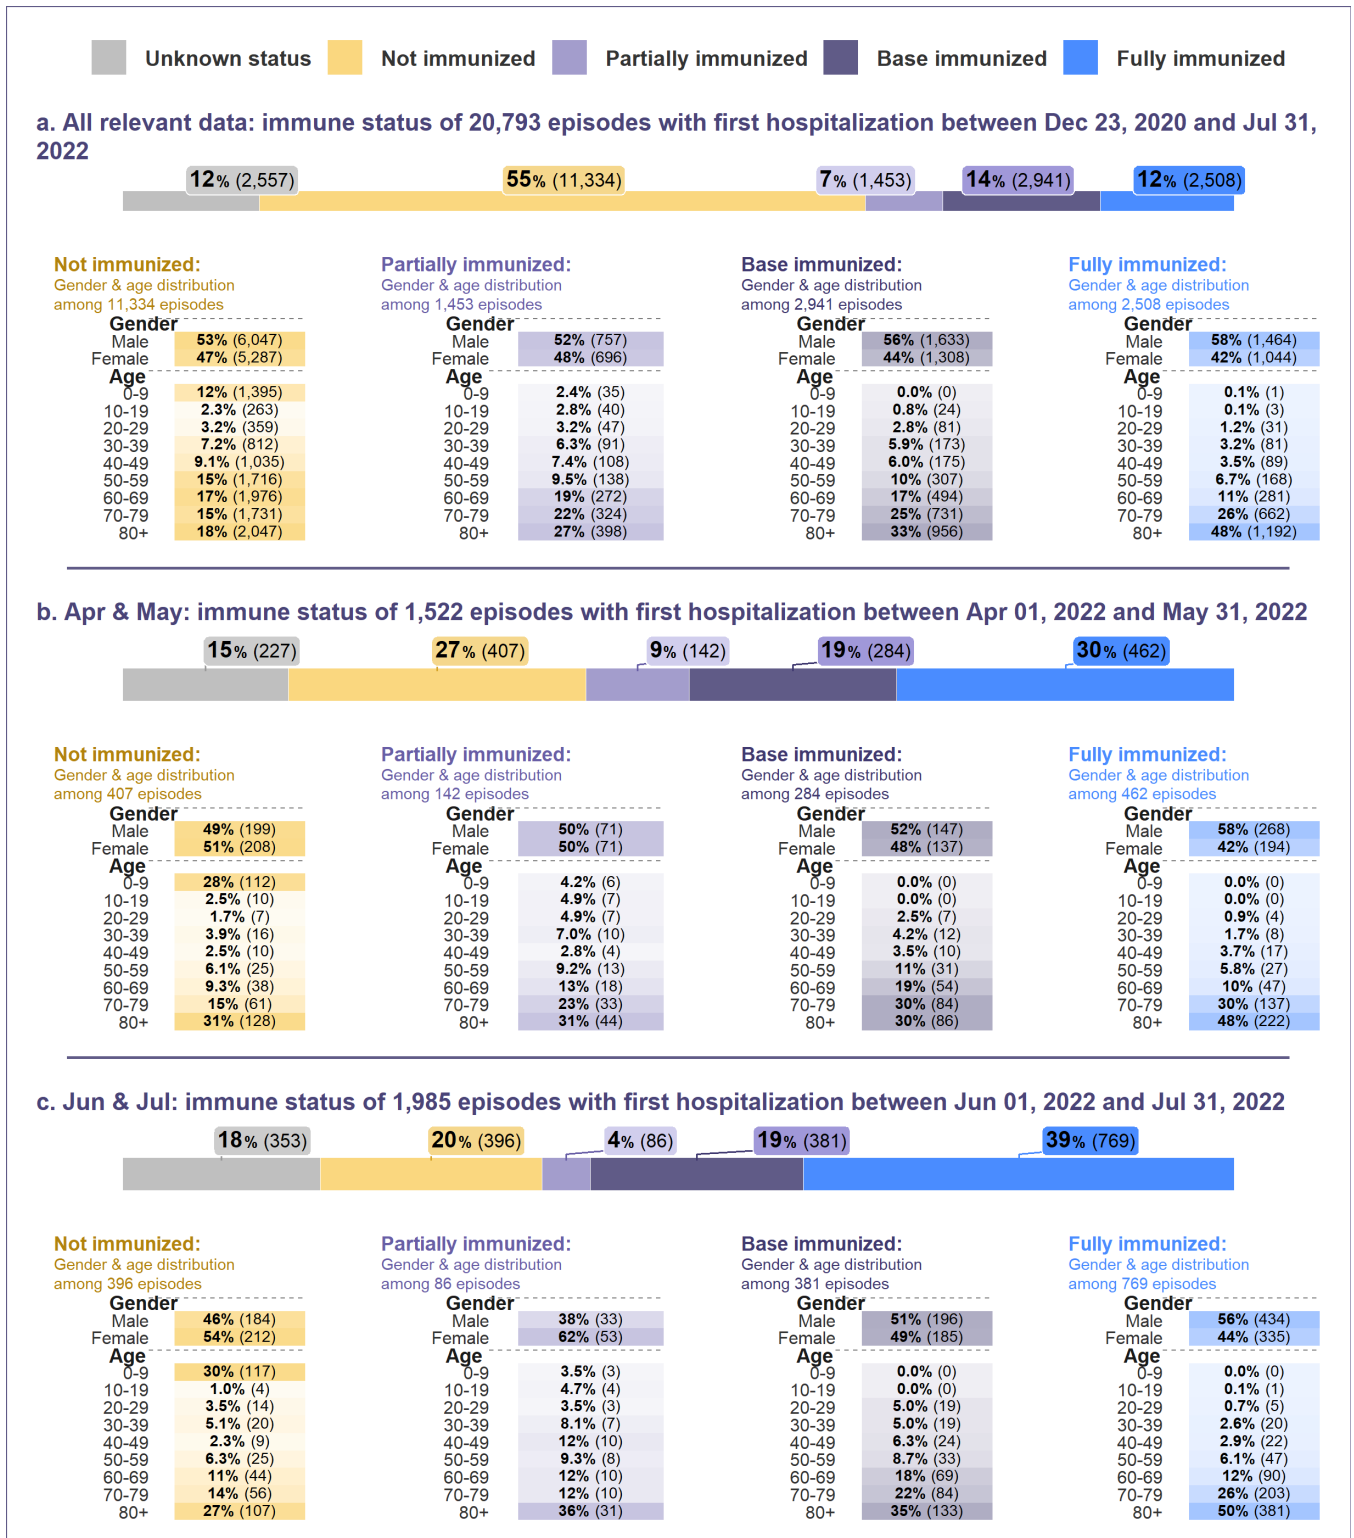 Unknown status Not immunized Partially immunized Base immunized Fully immunized
a. All relevant data: immune status of 20,793 episodes with first hospitalization between Dec 23, 2020 and Jul 31,
2022
12% (2,557) 55% (11,334) 7% (1,453) 14% (2,941) 12% (2,508)
Not immunized: Partially immunized: Base immunized: Fully immunized:
Gender & age distribution Gender & age distribution Gender & age distribution Gender & age distribution
among 11,334 episodes among 1,453 episodes among 2,941 episodes among 2,508 episodes
Gender Gender Gender Gender
Male 53% (6,047) Male 52% (757) Male 56% (1,633) Male 58% (1,464)
Female 47% (5,287) Female 48% (696) Female 44% (1,308) Female 42% (1,044)
Age Age Age Age
0-9 12% (1,395) 0-9 2.4% (35) 0-9 0.0% (0) 0-9 0.1% (1)
10-19 2.3% (263) 10-19 2.8% (40) 10-19 0.8% (24) 10-19 0.1% (3)
20-29 3.2% (359) 20-29 3.2% (47) 20-29 2.8% (81) 20-29 1.2% (31)
30-39 7.2% (812) 30-39 6.3% (91) 30-39 5.9% (173) 30-39 3.2% (81)
40-49 9.1% (1,035) 40-49 7.4% (108) 40-49 6.0% (175) 40-49 3.5% (89)
50-59 15% (1,716) 50-59 9.5% (138) 50-59 10% (307) 50-59 6.7% (168)
60-69 17% (1,976) 60-69 19% (272) 60-69 17% (494) 60-69 11% (281)
70-79 15% (1,731) 70-79 22% (324) 70-79 25% (731) 70-79 26% (662)
80+ 18% (2,047) 80+ 27% (398) 80+ 33% (956) 80+ 48% (1,192)
b. Apr & May: immune status of 1,522 episodes with first hospitalization between Apr 01, 2022 and May 31, 2022
15% (227) 27% (407) 9% (142) 19% (284) 30% (462)
Not immunized: Partially immunized: Base immunized: Fully immunized:
Gender & age distribution Gender & age distribution Gender & age distribution Gender & age distribution
among 407 episodes among 142 episodes among 284 episodes among 462 episodes
Gender Gender Gender Gender
Male 49% (199) Male 50% (71) Male 52% (147) Male 58% (268)
Female 51% (208) Female 50% (71) Female 48% (137) Female 42% (194)
Age Age Age Age
0-9 28% (112) 0-9 4.2% (6) 0-9 0.0% (0) 0-9 0.0% (0)
10-19 2.5% (10) 10-19 4.9% (7) 10-19 0.0% (0) 10-19 0.0% (0)
20-29 1.7% (7) 20-29 4.9% (7) 20-29 2.5% (7) 20-29 0.9% (4)
30-39 3.9% (16) 30-39 7.0% (10) 30-39 4.2% (12) 30-39 1.7% (8)
40-49 2.5% (10) 40-49 2.8% (4) 40-49 3.5% (10) 40-49 3.7% (17)
50-59 6.1% (25) 50-59 9.2% (13) 50-59 11% (31) 50-59 5.8% (27)
60-69 9.3% (38) 60-69 13% (18) 60-69 19% (54) 60-69 10% (47)
70-79 15% (61) 70-79 23% (33) 70-79 30% (84) 70-79 30% (137)
80+ 31% (128) 80+ 31% (44) 80+ 30% (86) 80+ 48% (222)
c. Jun & Jul: immune status of 1,985 episodes with first hospitalization between Jun 01, 2022 and Jul 31, 2022
18% (353) 20% (396) 4% (86) 19% (381) 39% (769)
Not immunized: Partially immunized: Base immunized: Fully immunized:
Gender & age distribution Gender & age distribution Gender & age distribution Gender & age distribution
among 396 episodes among 86 episodes among 381 episodes among 769 episodes
Gender Gender Gender Gender
Male 46% (184) Male 38% (33) Male 51% (196) Male 56% (434)
Female 54% (212) Female 62% (53) Female 49% (185) Female 44% (335)
Age Age Age Age
0-9 30% (117) 0-9 3.5% (3) 0-9 0.0% (0) 0-9 0.0% (0)
10-19 1.0% (4) 10-19 4.7% (4) 10-19 0.0% (0) 10-19 0.1% (1)
20-29 3.5% (14) 20-29 3.5% (3) 20-29 5.0% (19) 20-29 0.7% (5)
30-39 5.1% (20) 30-39 8.1% (7) 30-39 5.0% (19) 30-39 2.6% (20)
40-49 2.3% (9) 40-49 12% (10) 40-49 6.3% (24) 40-49 2.9% (22)
50-59 6.3% (25) 50-59 9.3% (8) 50-59 8.7% (33) 50-59 6.1% (47)
60-69 11% (44) 60-69 12% (10) 60-69 18% (69) 60-69 12% (90)
70-79 14% (56) 70-79 12% (10) 70-79 22% (84) 70-79 26% (203)
80+ 27% (107) 80+ 36% (31) 80+ 35% (133) 80+ 50% (381)